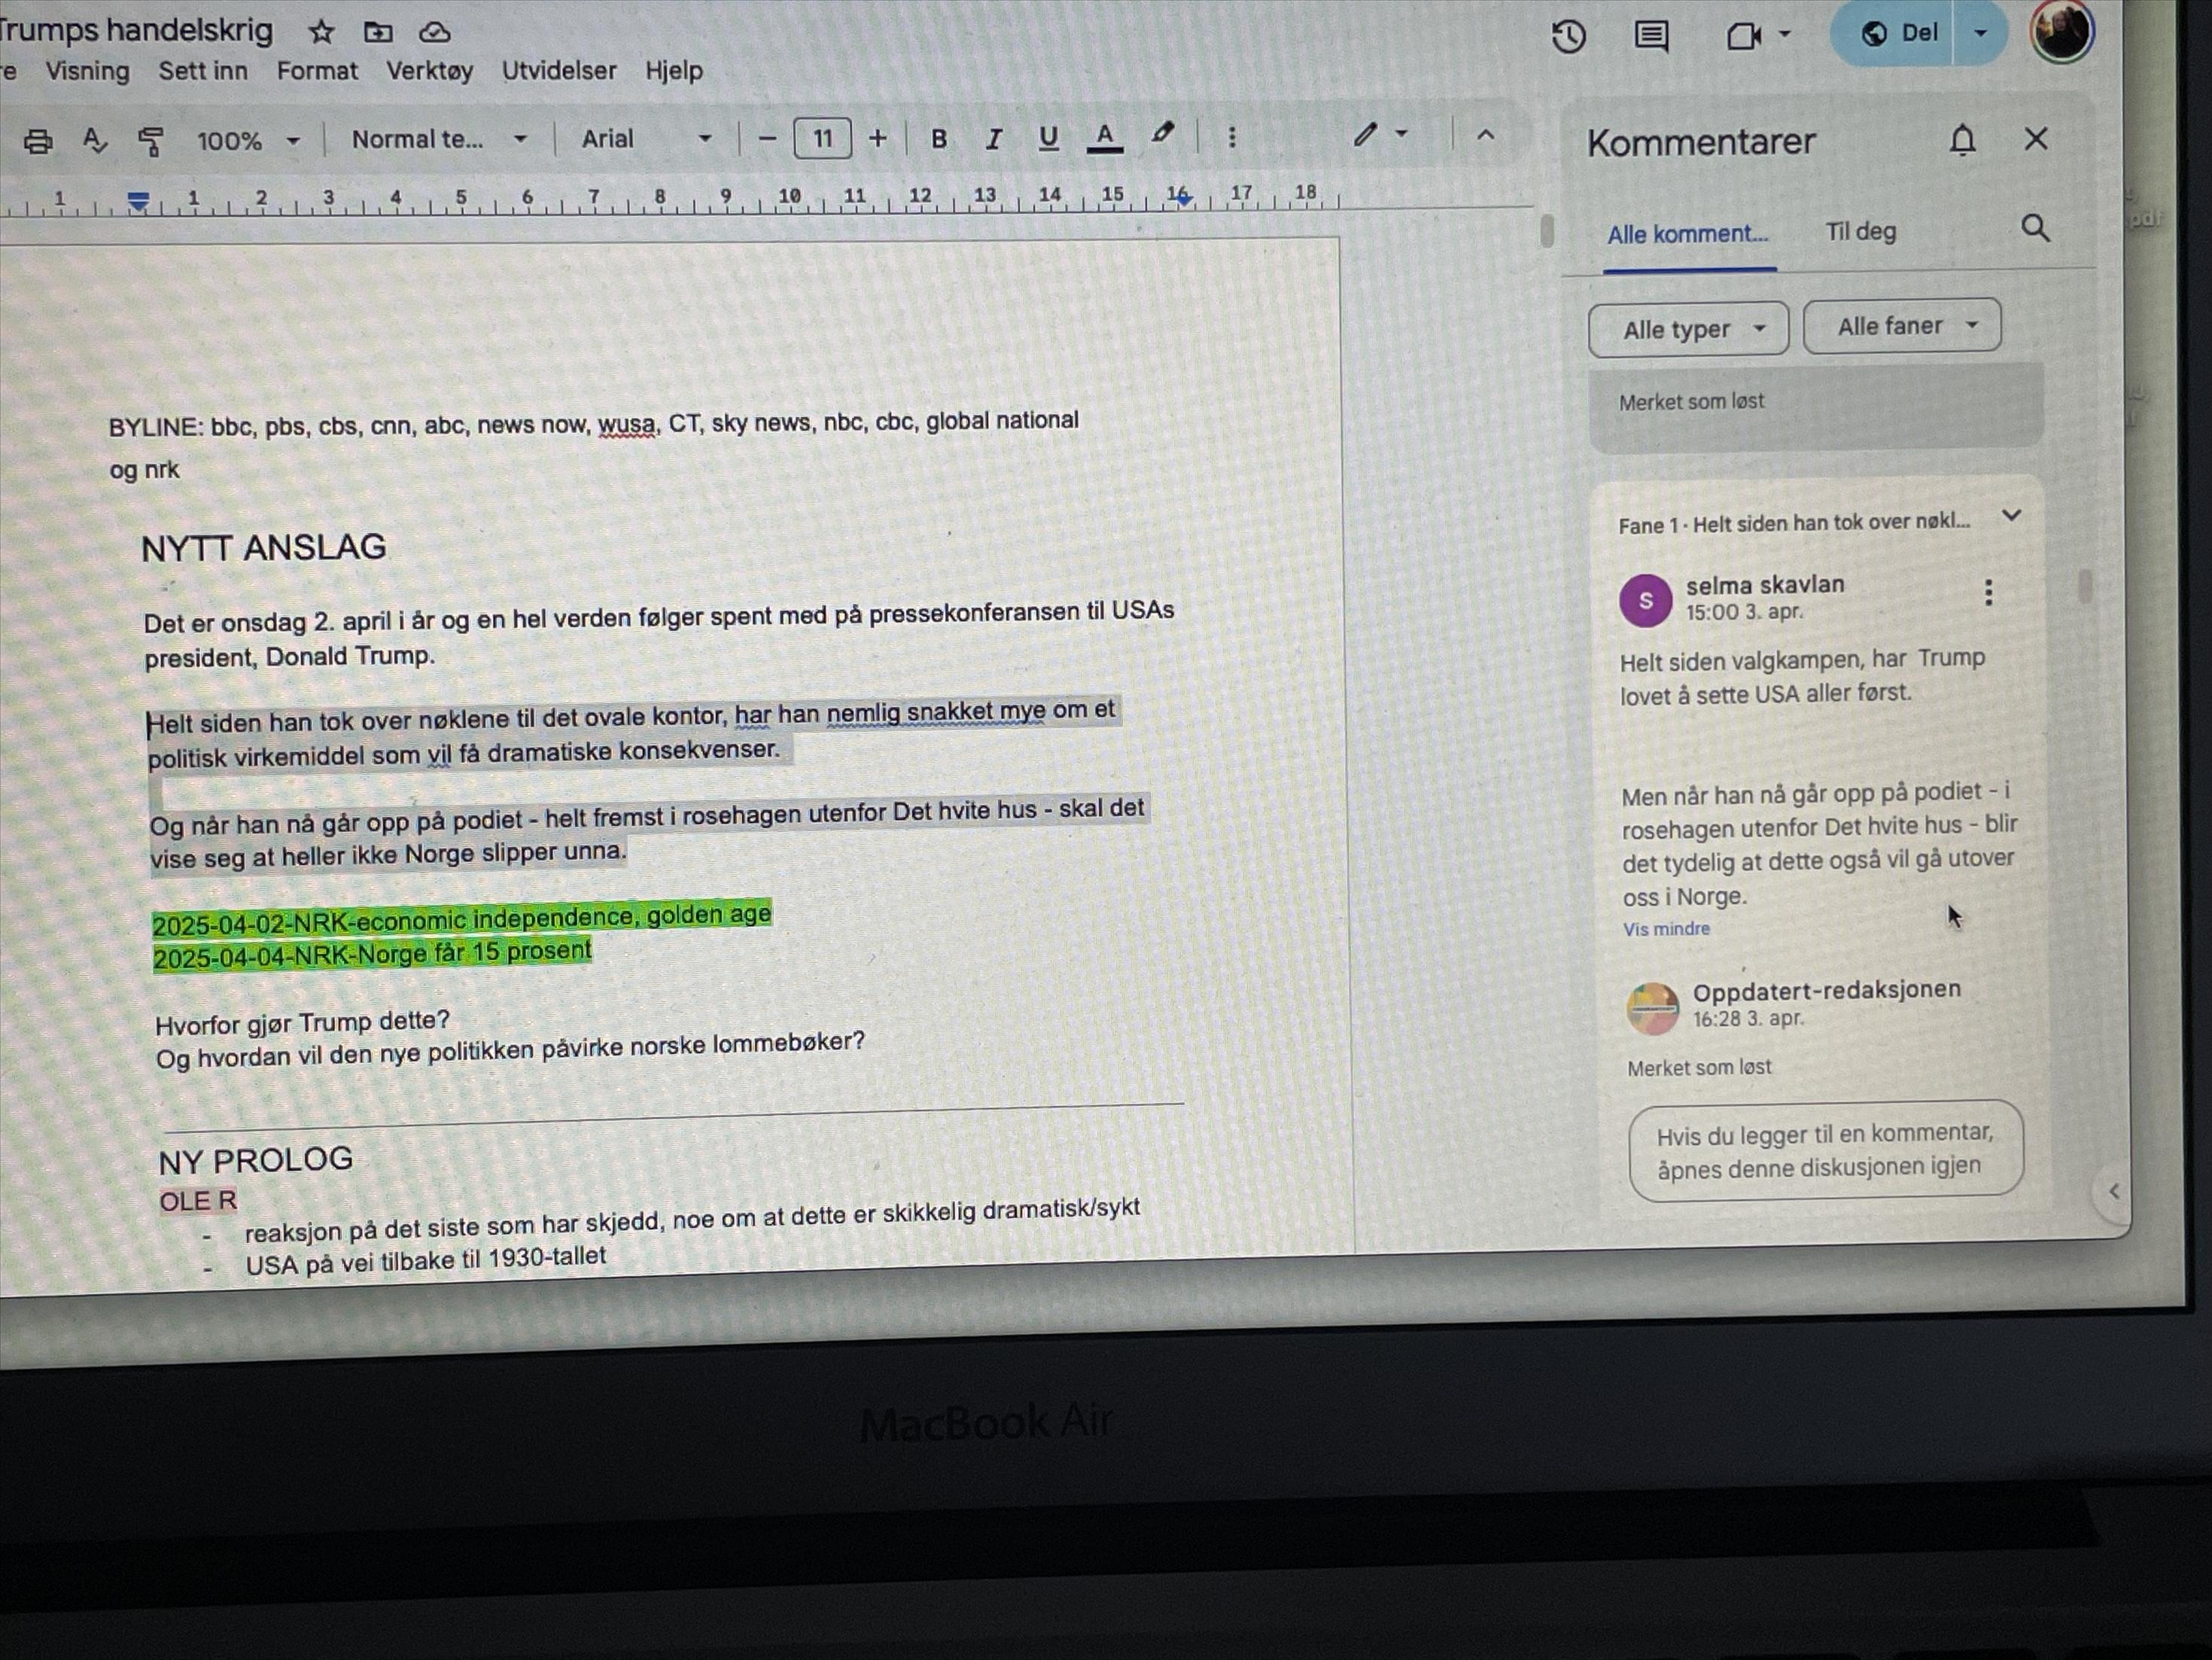 Trumps handelskrig
Visning Sett inn Format Verktøy Utvidelser Hjelp
Del
100% Normal te... Arial − 11 + B I U A
1 1 2 3 4 5 6 7 8 9 10 11 12 13 14 15 16 17 18
BYLINE: bbc, pbs, cbs, cnn, abc, news now, wusa, CT, sky news, nbc, cbc, global national
og nrk
NYTT ANSLAG
Det er onsdag 2. april i år og en hel verden følger spent med på pressekonferansen til USAs
president, Donald Trump.
Helt siden han tok over nøklene til det ovale kontor, har han nemlig snakket mye om et
politisk virkemiddel som vil få dramatiske konsekvenser.
Og når han nå går opp på podiet - helt fremst i rosehagen utenfor Det hvite hus - skal det
vise seg at heller ikke Norge slipper unna.
2025-04-02-NRK-economic independence, golden age
2025-04-04-NRK-Norge får 15 prosent
Hvorfor gjør Trump dette?
Og hvordan vil den nye politikken påvirke norske lommebøker?
NY PROLOG
OLE R
- reaksjon på det siste som har skjedd, noe om at dette er skikkelig dramatisk/sykt
- USA på vei tilbake til 1930-tallet
Kommentarer
Alle komment... Til deg
Alle typer Alle faner
Merket som løst
Fane 1 · Helt siden han tok over nøkl...
s
selma skavlan
15:00 3. apr.
Helt siden valgkampen, har Trump
lovet å sette USA aller først.
Men når han nå går opp på podiet - i
rosehagen utenfor Det hvite hus - blir
det tydelig at dette også vil gå utover
oss i Norge.
Vis mindre
Oppdatert-redaksjonen
16:28 3. apr.
Merket som løst
Hvis du legger til en kommentar,
åpnes denne diskusjonen igjen
pdf
MacBook Air